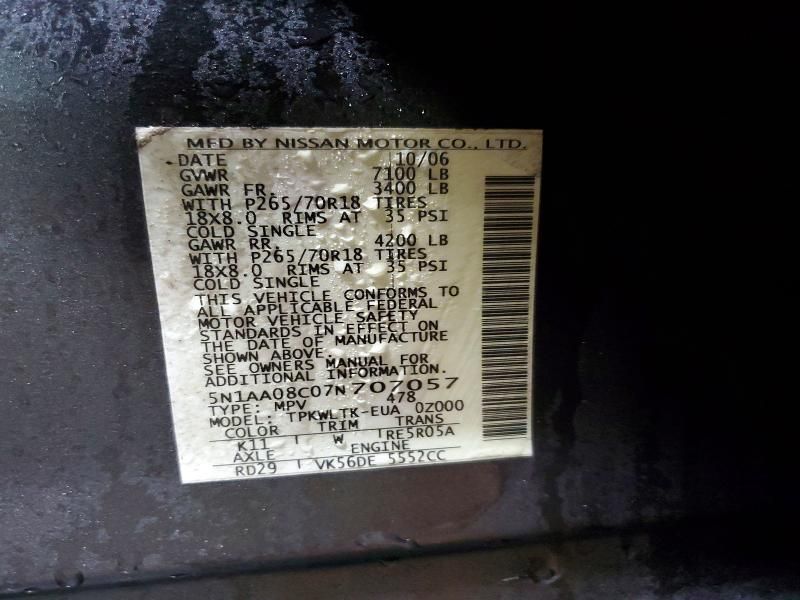 MFD BY NISSAN MOTOR CO., LTD.
DATE 10/06
GVWR 7100 LB
GAWR FR. 3400 LB
WITH P265/70R18 TIRES
18X8.0 RIMS AT 35 PSI
COLD SINGLE
GAWR RR. 4200 LB
WITH P265/70R18 TIRES
18X8.0 RIMS AT 35 PSI
COLD SINGLE
THIS VEHICLE CONFORMS TO
ALL APPLICABLE FEDERAL
MOTOR VEHICLE SAFETY
STANDARDS IN EFFECT ON
THE DATE OF MANUFACTURE
SHOWN ABOVE.
SEE OWNERS MANUAL FOR
ADDITIONAL INFORMATION.
5N1AA08C07N707057
TYPE: MPV 478
MODEL: TPKWLTK-EUA 0Z000
COLOR TRIM TRANS
K11 W RE5R05A
AXLE ENGINE
RD29 VK56DE 5552CC